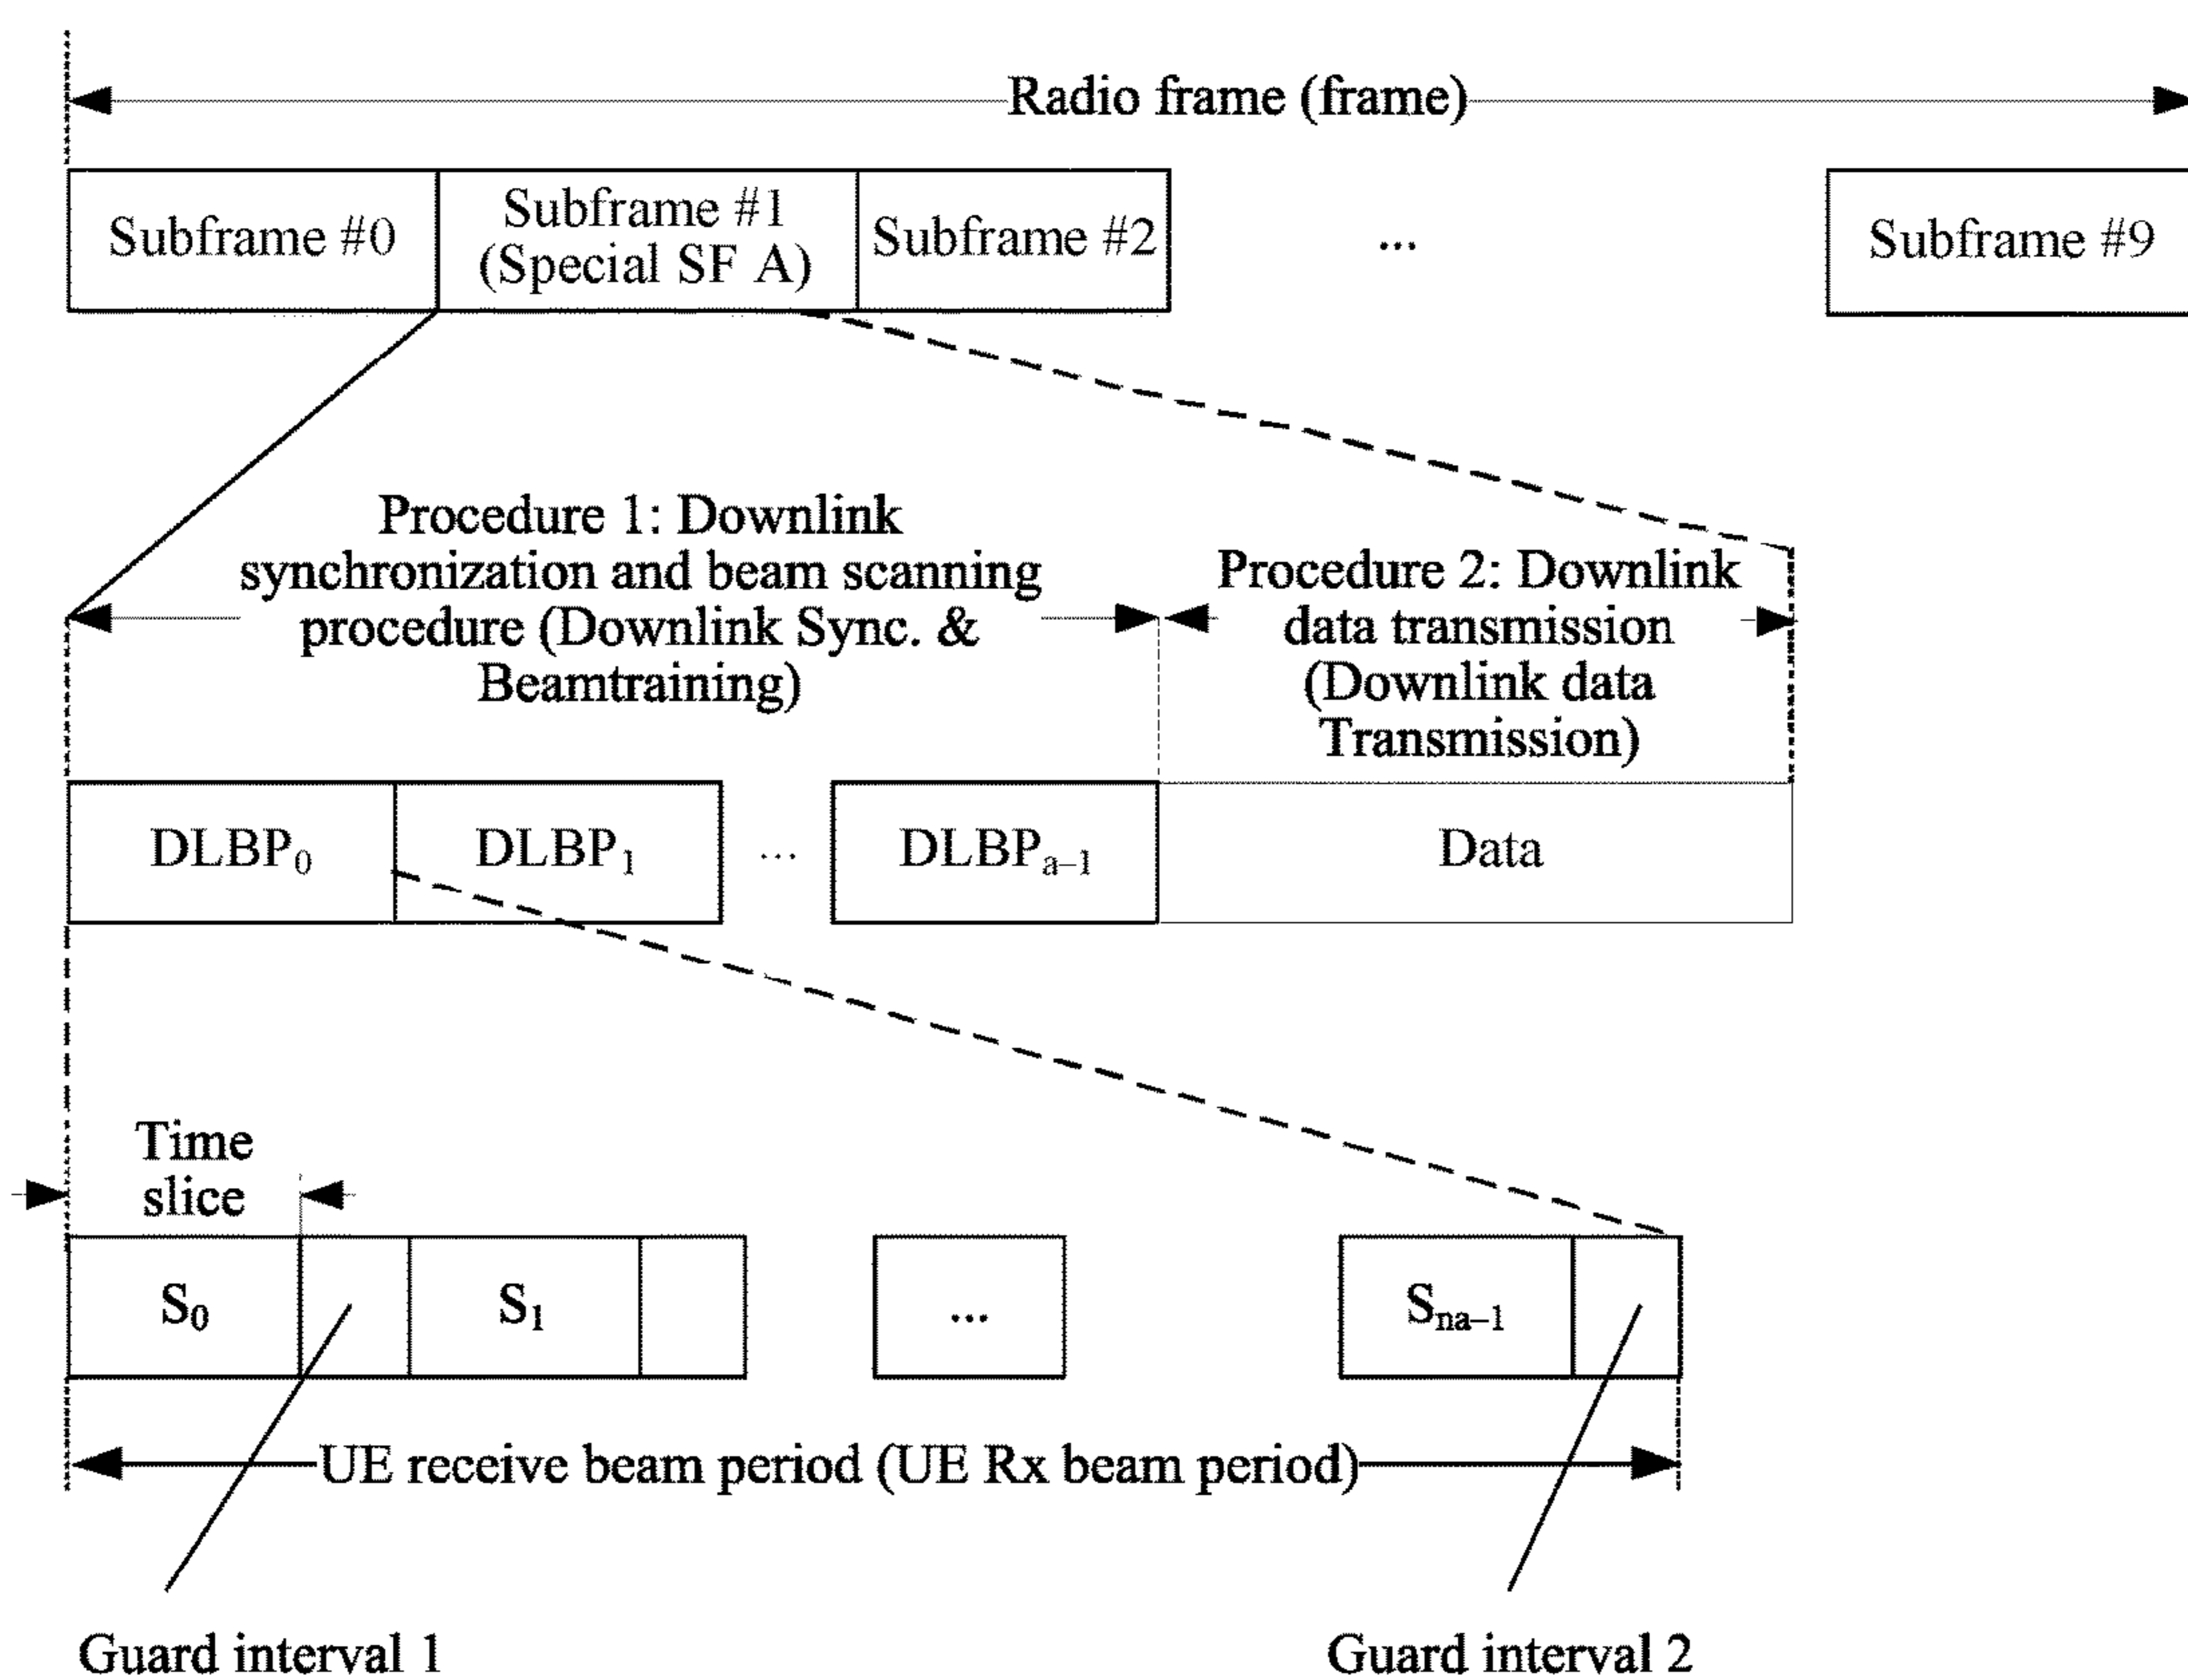 Radio frame (frame)
Subframe #0
Subframe #1
(Special SF A)
Subframe #2
...
Subframe #9
Procedure 1: Downlink
synchronization and beam scanning
procedure (Downlink Sync. &
Beamtraining)
Procedure 2: Downlink
data transmission
(Downlink data
Transmission)
DLBP₀
DLBP₁
...
DLBPₐ₋₁
Data
Time
slice
S₀
S₁
...
Sₙₐ₋₁
UE receive beam period (UE Rx beam period)
Guard interval 1
Guard interval 2